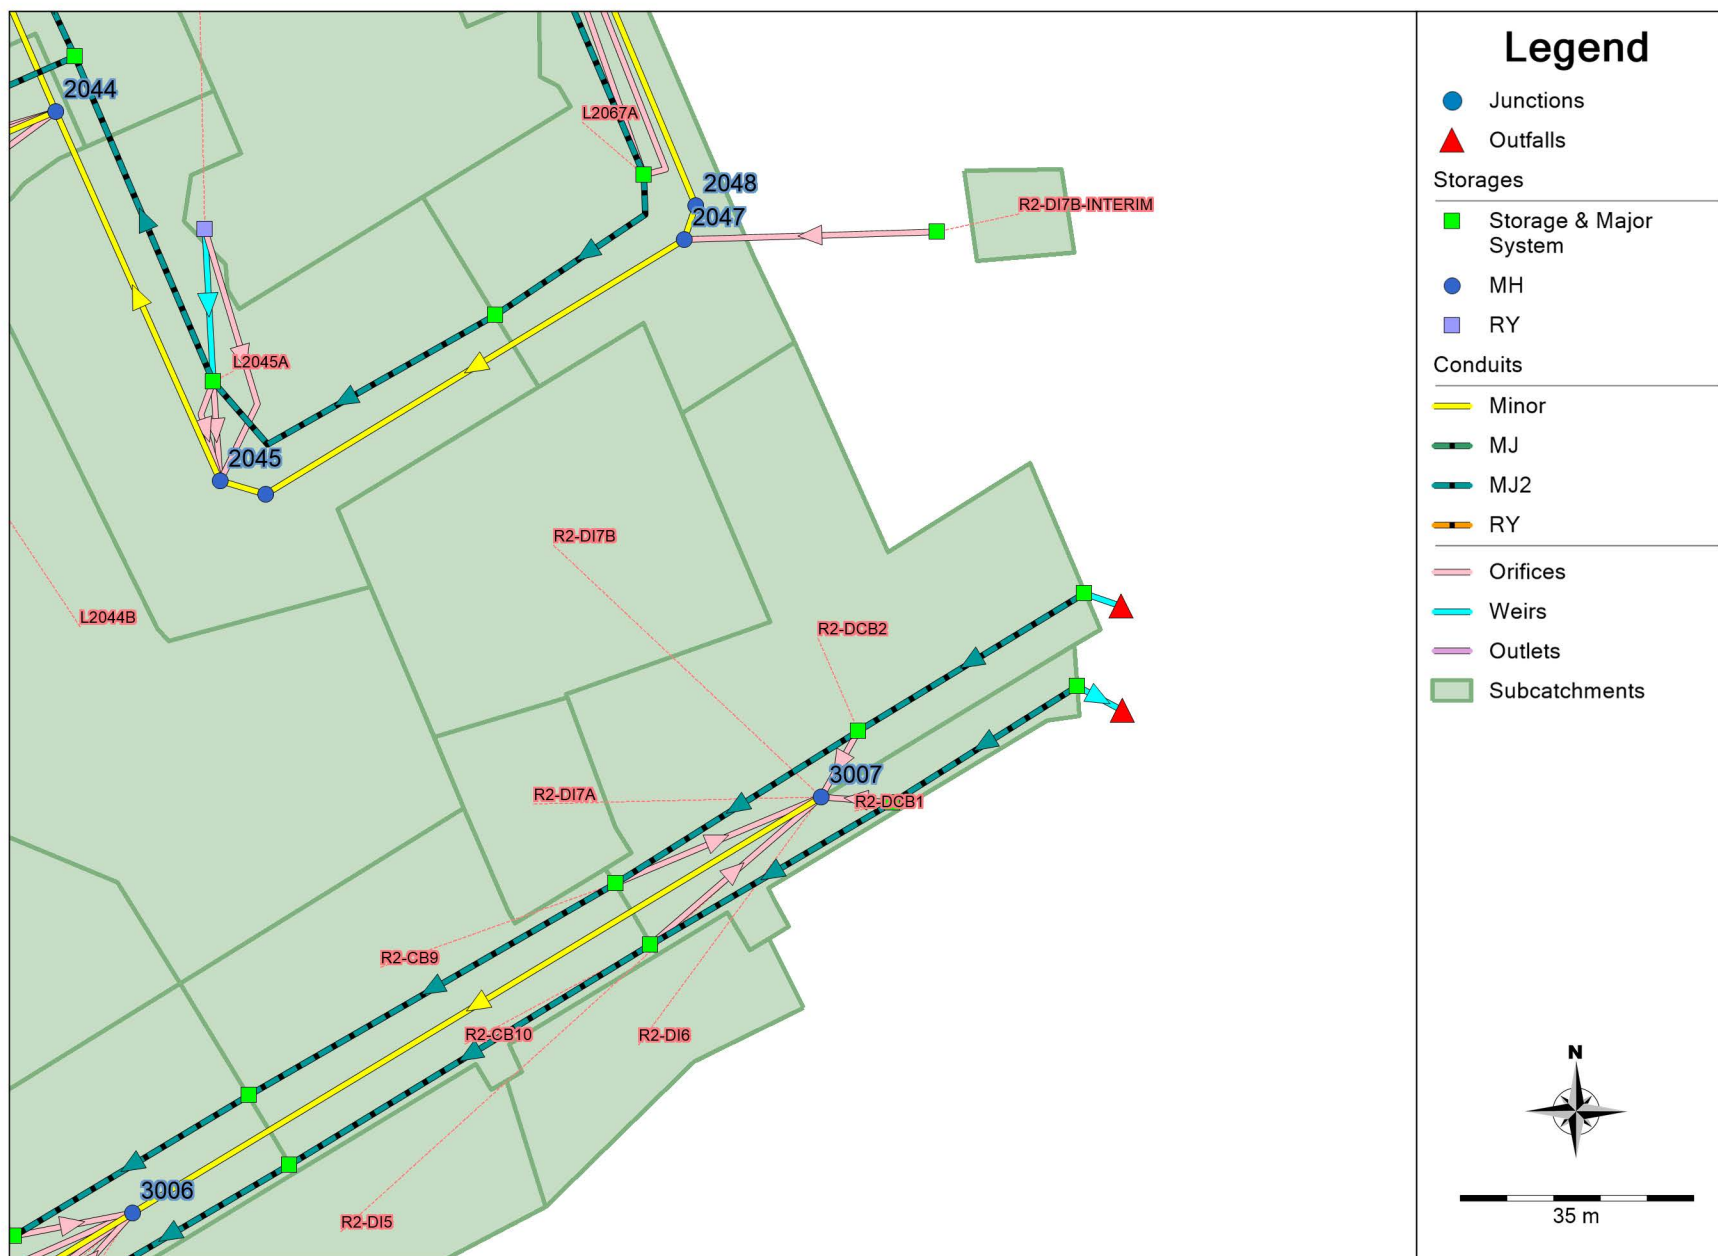 2044
L2067A
2048
2047
R2-DI7B-INTERIM
L2045A
2045
R2-DI7B
L2044B
R2-DCB2
3007
R2-DI7A
R2-DCB1
R2-CB9
R2-CB10
R2-DI6
3006
R2-DI5
Legend
Junctions
Outfalls
Storages
Storage & Major
System
MH
RY
Conduits
Minor
MJ
MJ2
RY
Orifices
Weirs
Outlets
Subcatchments
N
35 m